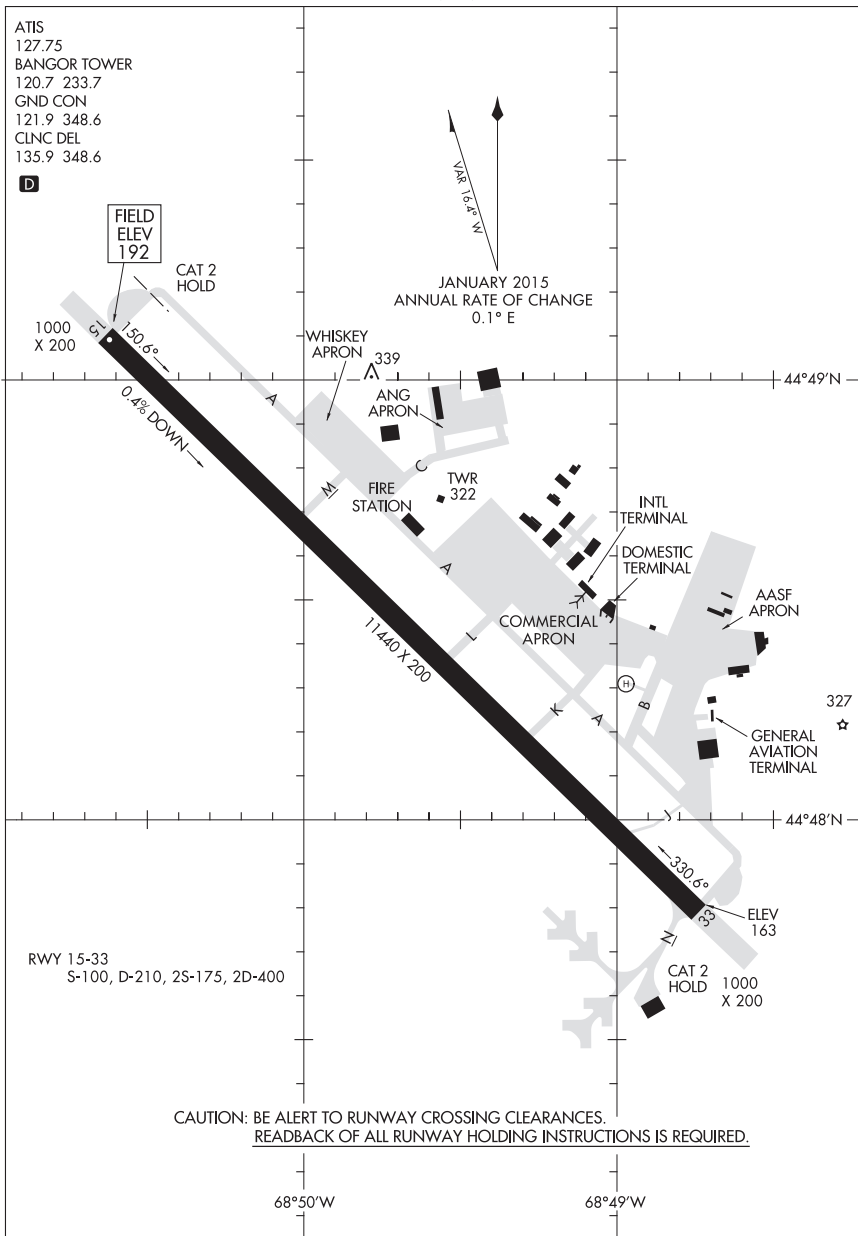 ATIS
127.75
BANGOR TOWER
120.7 233.7
GND CON
121.9 348.6
CLNC DEL
135.9 348.6
D
VAR 16.4° W
JANUARY 2015
ANNUAL RATE OF CHANGE
0.1° E
FIELD
ELEV
192
CAT 2
HOLD
1000
X 200
15
150.6°
0.4% DOWN
WHISKEY
APRON
339
44°49'N
ANG
APRON
A
C
M
TWR
322
FIRE
STATION
INTL
TERMINAL
DOMESTIC
TERMINAL
A
AASF
APRON
COMMERCIAL
APRON
L
11440 X 200
H
K
A
B
327
GENERAL
AVIATION
TERMINAL
J
44°48'N
330.6°
33
ELEV
163
N
CAT 2
HOLD
1000
X 200
RWY 15-33
S-100, D-210, 2S-175, 2D-400
CAUTION: BE ALERT TO RUNWAY CROSSING CLEARANCES.
READBACK OF ALL RUNWAY HOLDING INSTRUCTIONS IS REQUIRED.
68°50'W
68°49'W